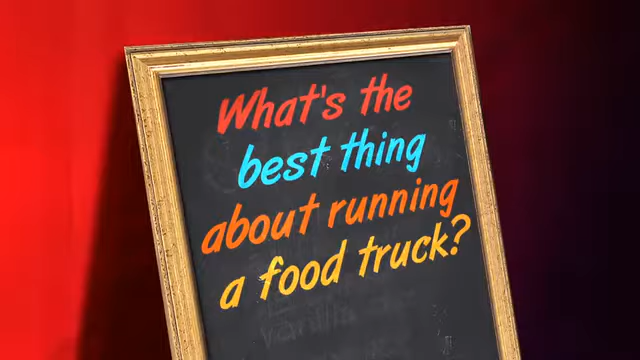 What's the
best thing
about running
a food truck?